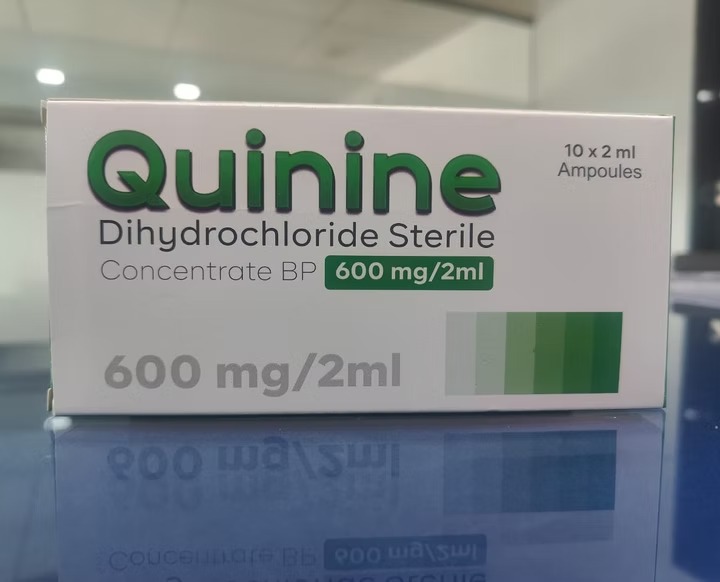 Quinine
Dihydrochloride Sterile
Concentrate BP 600 mg/2ml
10 x 2 ml
Ampoules
600 mg/2ml